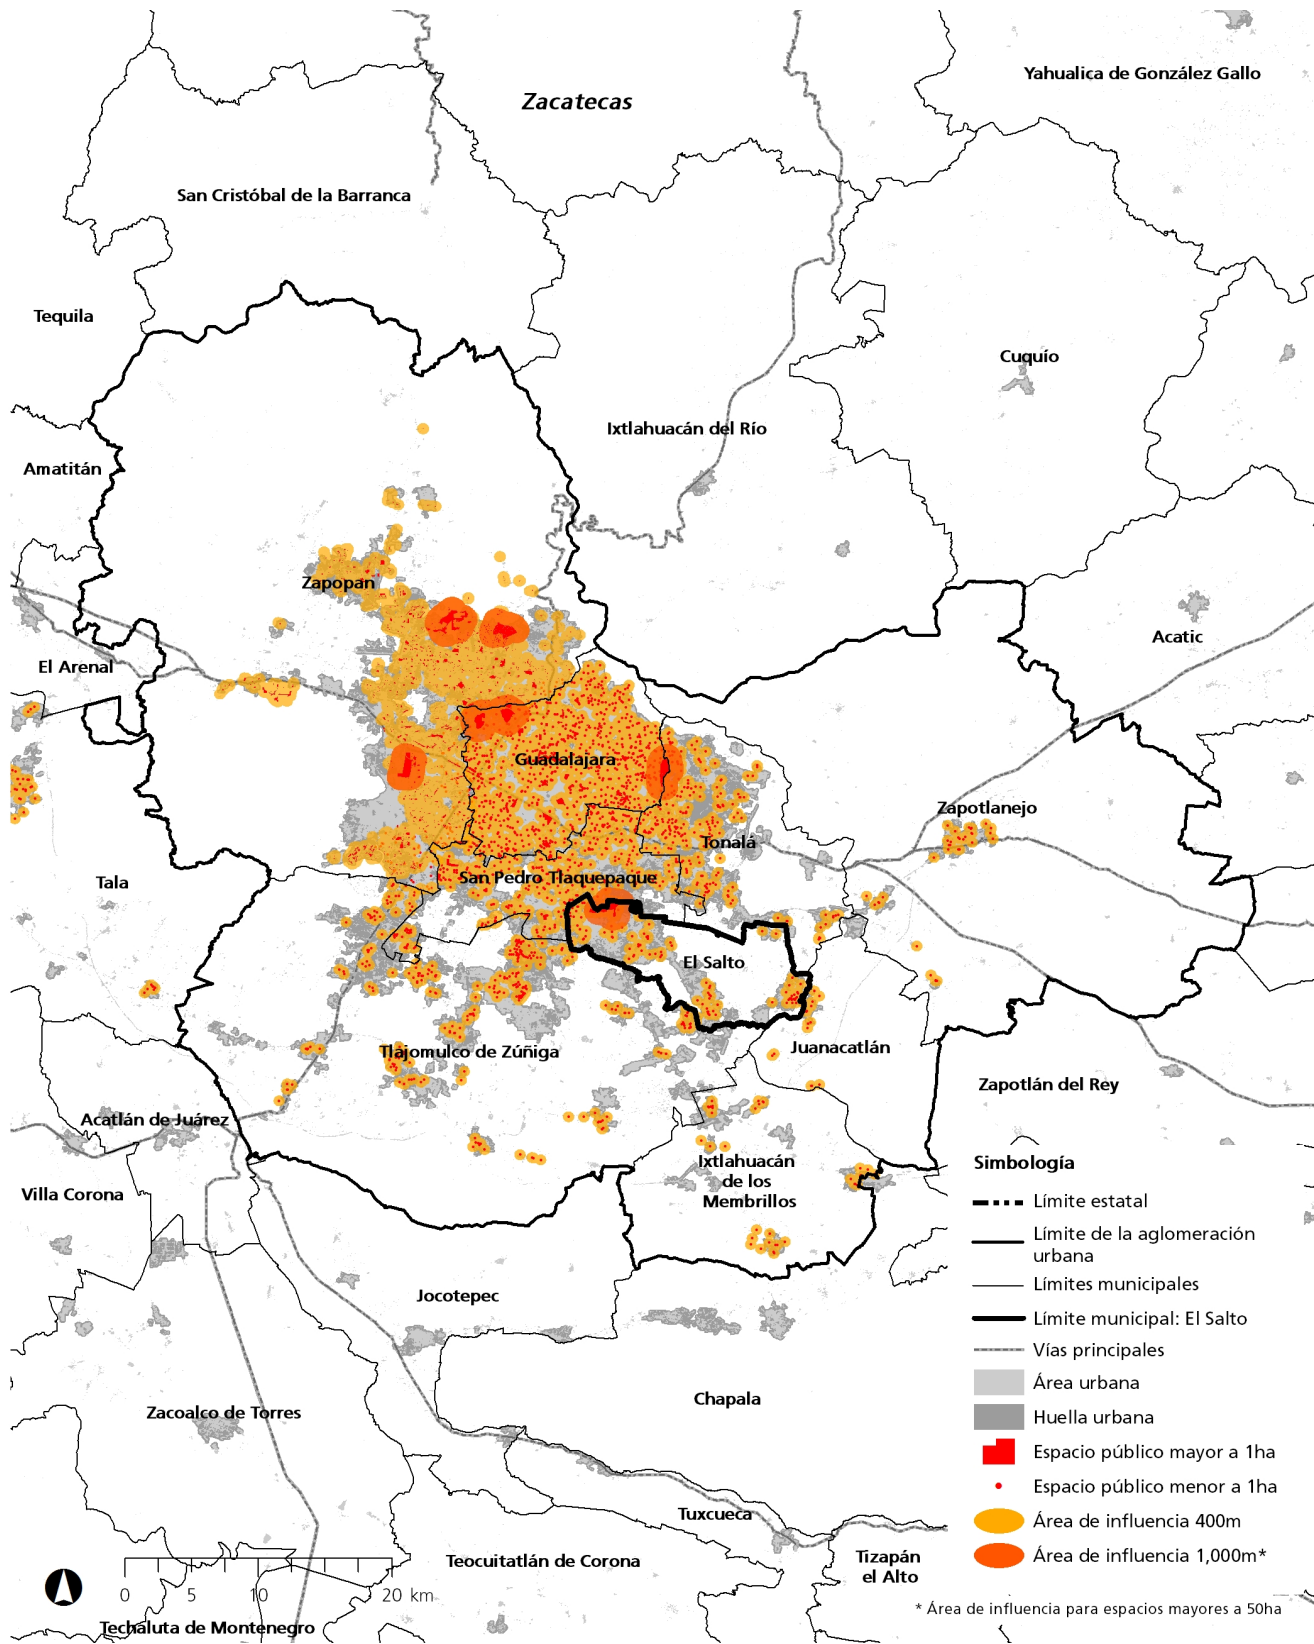 Yahualica de González Gallo
Zacatecas
San Cristóbal de la Barranca
Tequila
Cuquío
Ixtlahuacán del Río
Amatitán
Zapopan
Acatic
El Arenal
Guadalajara
Zapotlanejo
Tonalá
San Pedro Tlaquepaque
Tala
El Salto
Juanacatlán
Tlajomulco de Zúñiga
Zapotlán del Rey
Acatlán de Juárez
Ixtlahuacán
de los
Membrillos
Villa Corona
Jocotepec
Chapala
Zacoalco de Torres
Tuxcueca
Teocuitatlán de Corona
Tizapán
el Alto
Techaluta de Montenegro
0 5 10 20 km
Simbología
Límite estatal
Límite de la aglomeración
urbana
Límites municipales
Límite municipal: El Salto
Vías principales
Área urbana
Huella urbana
Espacio público mayor a 1ha
Espacio público menor a 1ha
Área de influencia 400m
Área de influencia 1,000m*
* Área de influencia para espacios mayores a 50ha